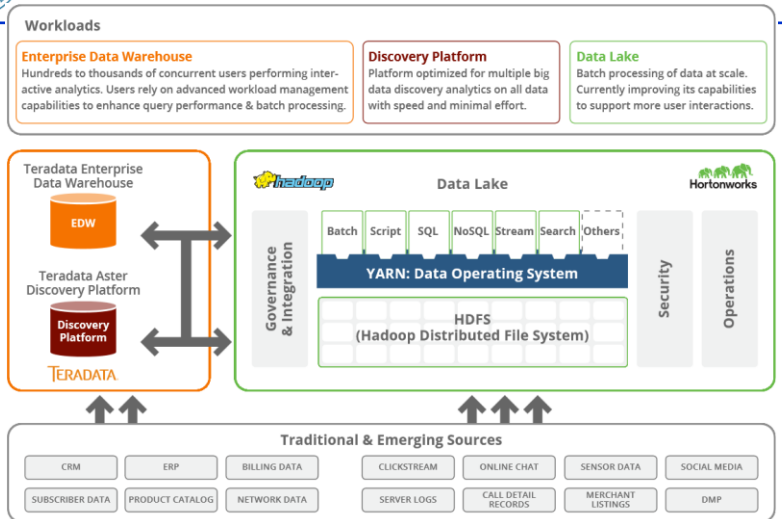 Workloads
Enterprise Data Warehouse
Hundreds to thousands of concurrent users performing inter-
active analytics. Users rely on advanced workload management
capabilities to enhance query performance & batch processing.
Discovery Platform
Platform optimized for multiple big
data discovery analytics on all data
with speed and minimal effort.
Data Lake
Batch processing of data at scale.
Currently improving its capabilities
to support more user interactions.
Teradata Enterprise
Data Warehouse
EDW
Teradata Aster
Discovery Platform
Discovery
Platform
TERADATA
hadoop
Data Lake
Hortonworks
Governance
& Integration
Batch
Script
SQL
NoSQL
Stream
Search
Others
YARN: Data Operating System
HDFS
(Hadoop Distributed File System)
Security
Operations
Traditional & Emerging Sources
CRM
ERP
BILLING DATA
CLICKSTREAM
ONLINE CHAT
SENSOR DATA
SOCIAL MEDIA
SUBSCRIBER DATA
PRODUCT CATALOG
NETWORK DATA
SERVER LOGS
CALL DETAIL
RECORDS
MERCHANT
LISTINGS
DMP